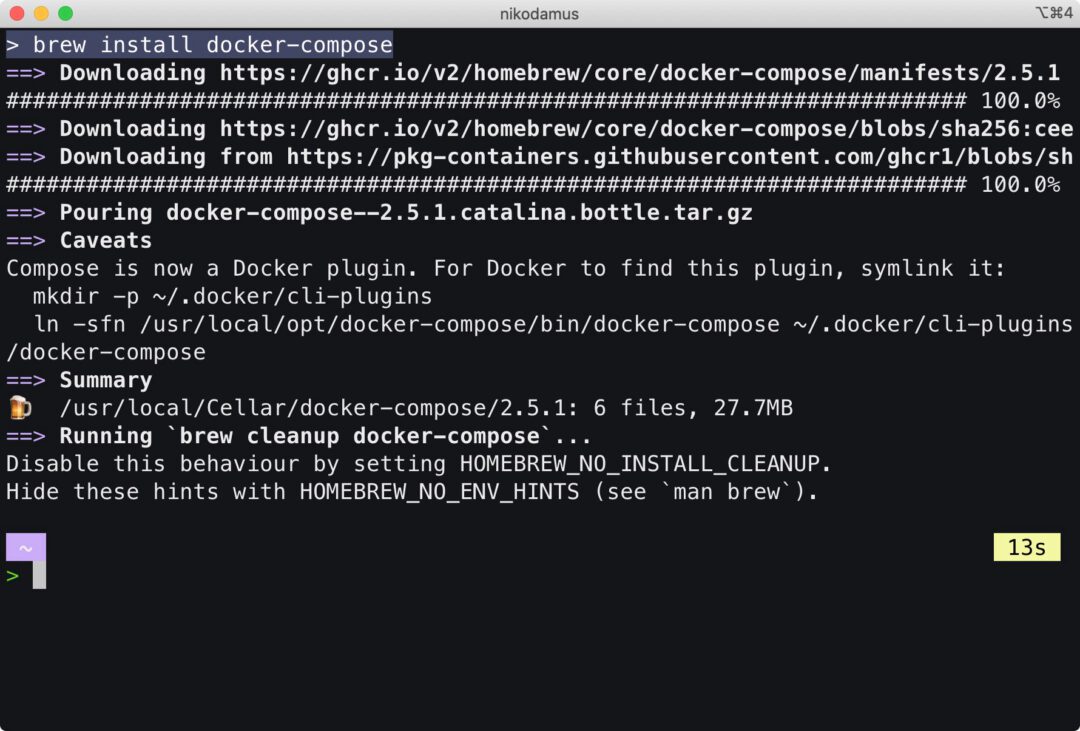 nikodamus
⌥⌘4
> brew install docker-compose
==> Downloading https://ghcr.io/v2/homebrew/core/docker-compose/manifests/2.5.1
######################################################################## 100.0%
==> Downloading https://ghcr.io/v2/homebrew/core/docker-compose/blobs/sha256:cee
==> Downloading from https://pkg-containers.githubusercontent.com/ghcr1/blobs/sh
######################################################################## 100.0%
==> Pouring docker-compose--2.5.1.catalina.bottle.tar.gz
==> Caveats
Compose is now a Docker plugin. For Docker to find this plugin, symlink it:
  mkdir -p ~/.docker/cli-plugins
  ln -sfn /usr/local/opt/docker-compose/bin/docker-compose ~/.docker/cli-plugins
/docker-compose
==> Summary
🍺  /usr/local/Cellar/docker-compose/2.5.1: 6 files, 27.7MB
==> Running `brew cleanup docker-compose`...
Disable this behaviour by setting HOMEBREW_NO_INSTALL_CLEANUP.
Hide these hints with HOMEBREW_NO_ENV_HINTS (see `man brew`).
~ 13s
>